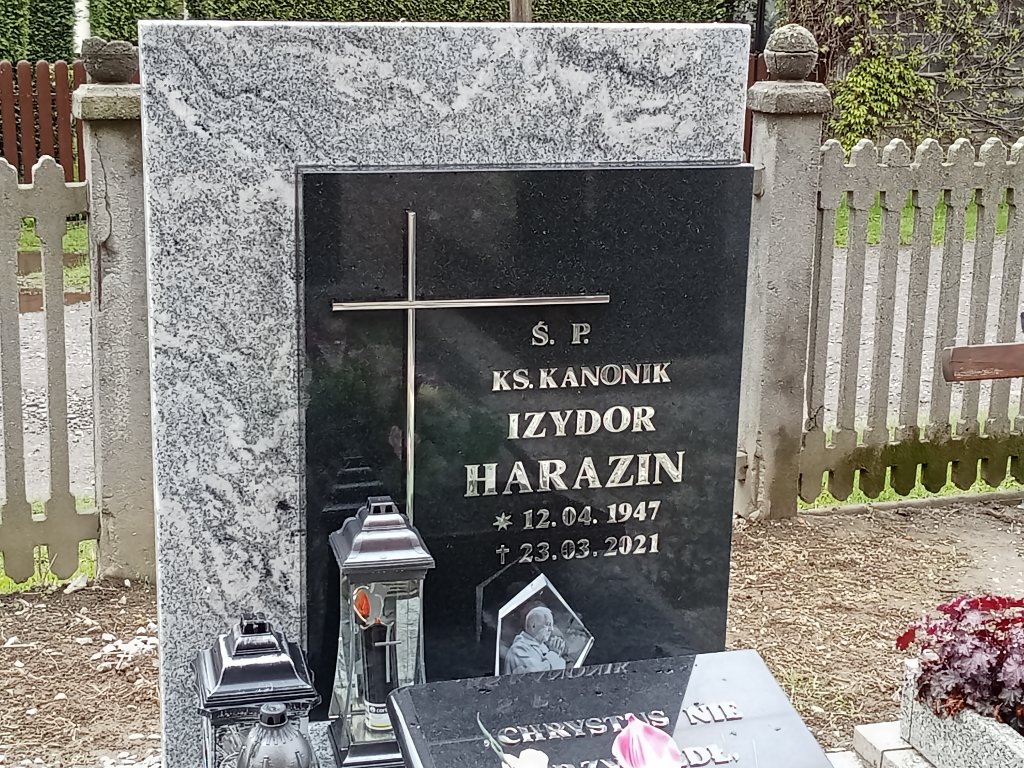 Ś. P.
KS. KANONIK
IZYDOR
HARAZIN
* 12. 04. 1947
† 23. 03. 2021
CHRYSTUS NIE